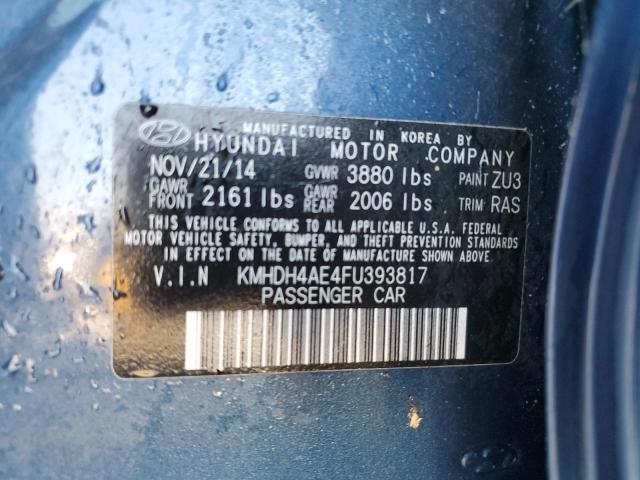 MANUFACTURED IN KOREA BY
HYUNDAI MOTOR COMPANY
NOV/21/14 GVWR 3880 lbs PAINT ZU3
GAWR FRONT 2161 lbs GAWR REAR 2006 lbs TRIM RAS
THIS VEHICLE CONFORMS TO ALL APPLICABLE U.S.A. FEDERAL
MOTOR VEHICLE SAFETY, BUMPER, AND THEFT PREVENTION STANDARDS
IN EFFECT ON THE DATE OF MANUFACTURE SHOWN ABOVE.
V.I.N KMHDH4AE4FU393817
PASSENGER CAR